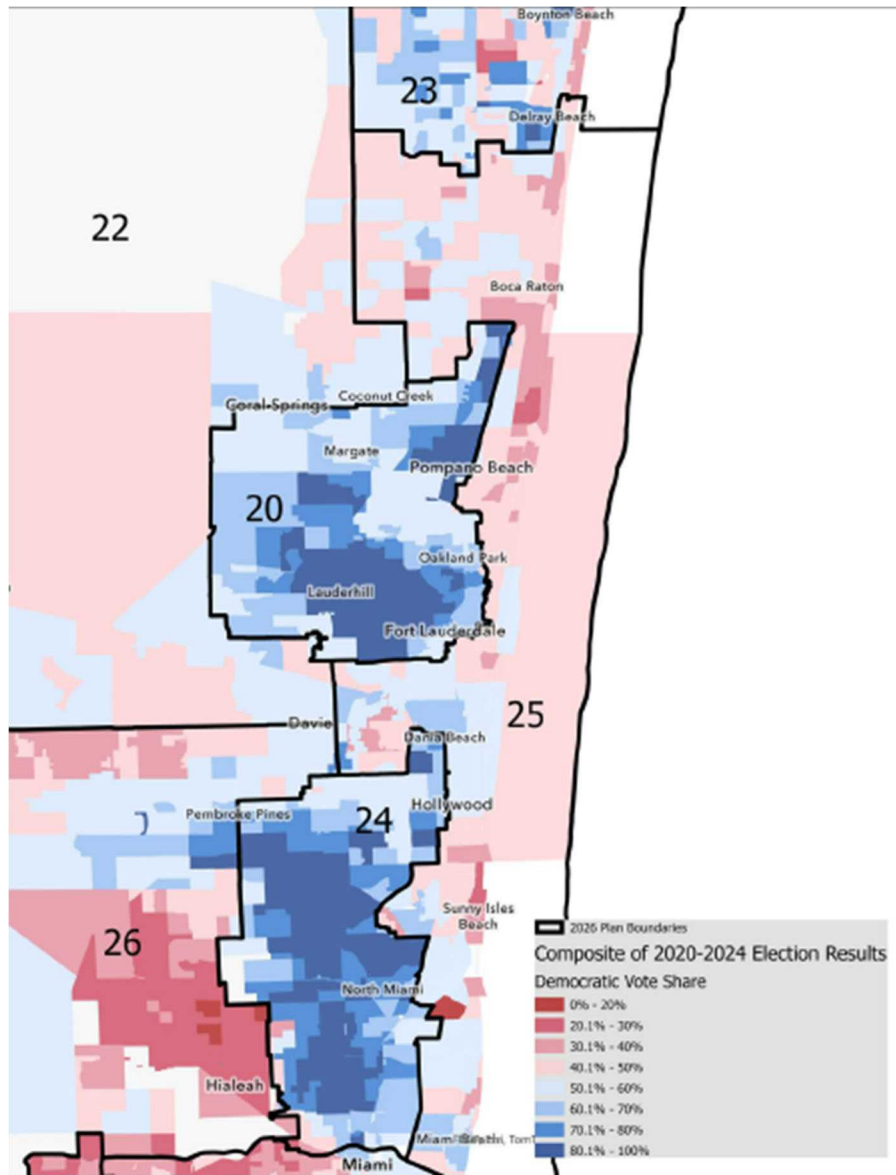 Boynton Beach
23
Delray Beach
22
Boca Raton
Coconut Creek
Coral Springs
Margate
Pompano Beach
20
Oakland Park
Lauderhill
Fort Lauderdale
25
Davie
Dania Beach
Hollywood
Pembroke Pines
24
Sunny Isles
Beach
26
North Miami
Hialeah
Miami
2026 Plan Boundaries
Composite of 2020-2024 Election Results
Democratic Vote Share
0% - 20%
20.1% - 30%
30.1% - 40%
40.1% - 50%
50.1% - 60%
60.1% - 70%
70.1% - 80%
80.1% - 100%